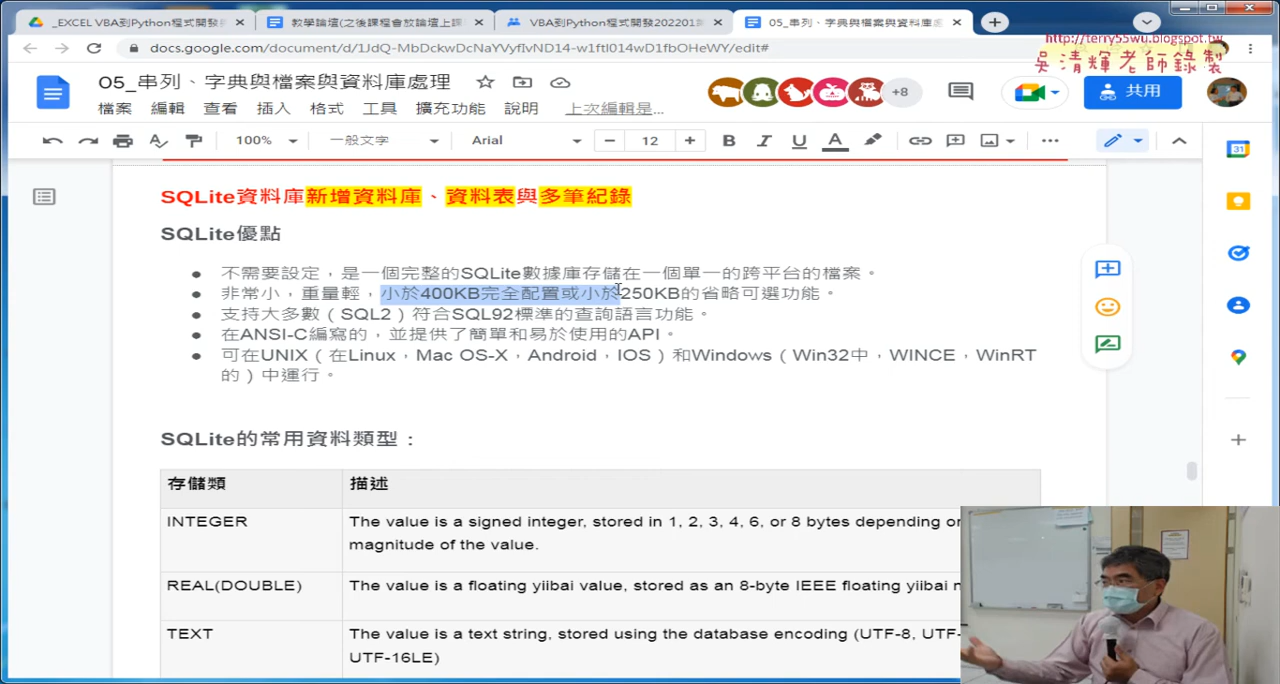 _EXCEL VBA到Python程式開發
教學論壇(之後課程會放論壇上課
VBA到Python程式開發202201
05_串列、字典與檔案與資料庫處
docs.google.com/document/d/1JdQ-MbDckwDcNaYVyfIvND14-w1ftI014wD1fbOHeWY/edit#
http://terry55wu.blogspot.tw
吳清輝老師錄製
05_串列、字典與檔案與資料庫處理
+8
共用
檔案 編輯 查看 插入 格式 工具 擴充功能 說明 上次編輯是...
100% 一般文字 Arial 12 B I U A
31
SQLite資料庫新增資料庫、資料表與多筆紀錄
SQLite優點
不需要設定，是一個完整的SQLite數據庫存儲在一個單一的跨平台的檔案。
非常小，重量輕，小於400KB完全配置或小於250KB的省略可選功能。
支持大多數（SQL2）符合SQL92標準的查詢語言功能。
在ANSI-C編寫的，並提供了簡單和易於使用的API。
可在UNIX（在Linux，Mac OS-X，Android，IOS）和Windows（Win32中，WINCE，WinRT
的）中運行。
SQLite的常用資料類型：
存儲類 描述
INTEGER The value is a signed integer, stored in 1, 2, 3, 4, 6, or 8 bytes depending on
magnitude of the value.
REAL(DOUBLE) The value is a floating yiibai value, stored as an 8-byte IEEE floating yiibai
TEXT The value is a text string, stored using the database encoding (UTF-8, UTF-
UTF-16LE)